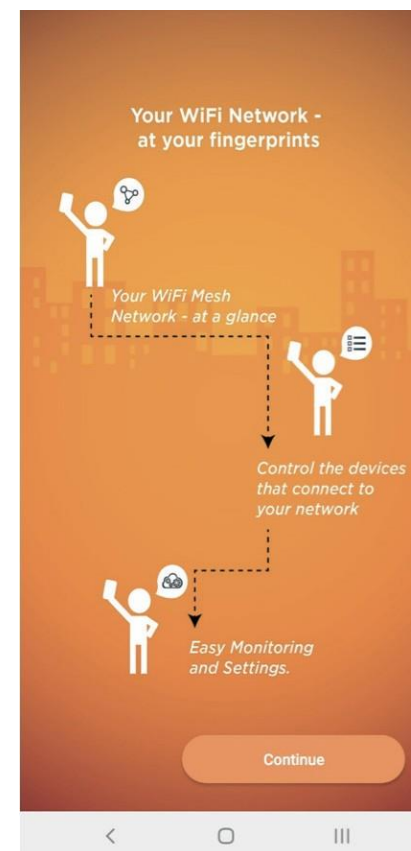 Your WiFi Network -
at your fingerprints
Your WiFi Mesh
Network - at a glance
Control the devices
that connect to
your network
Easy Monitoring
and Settings.
Continue